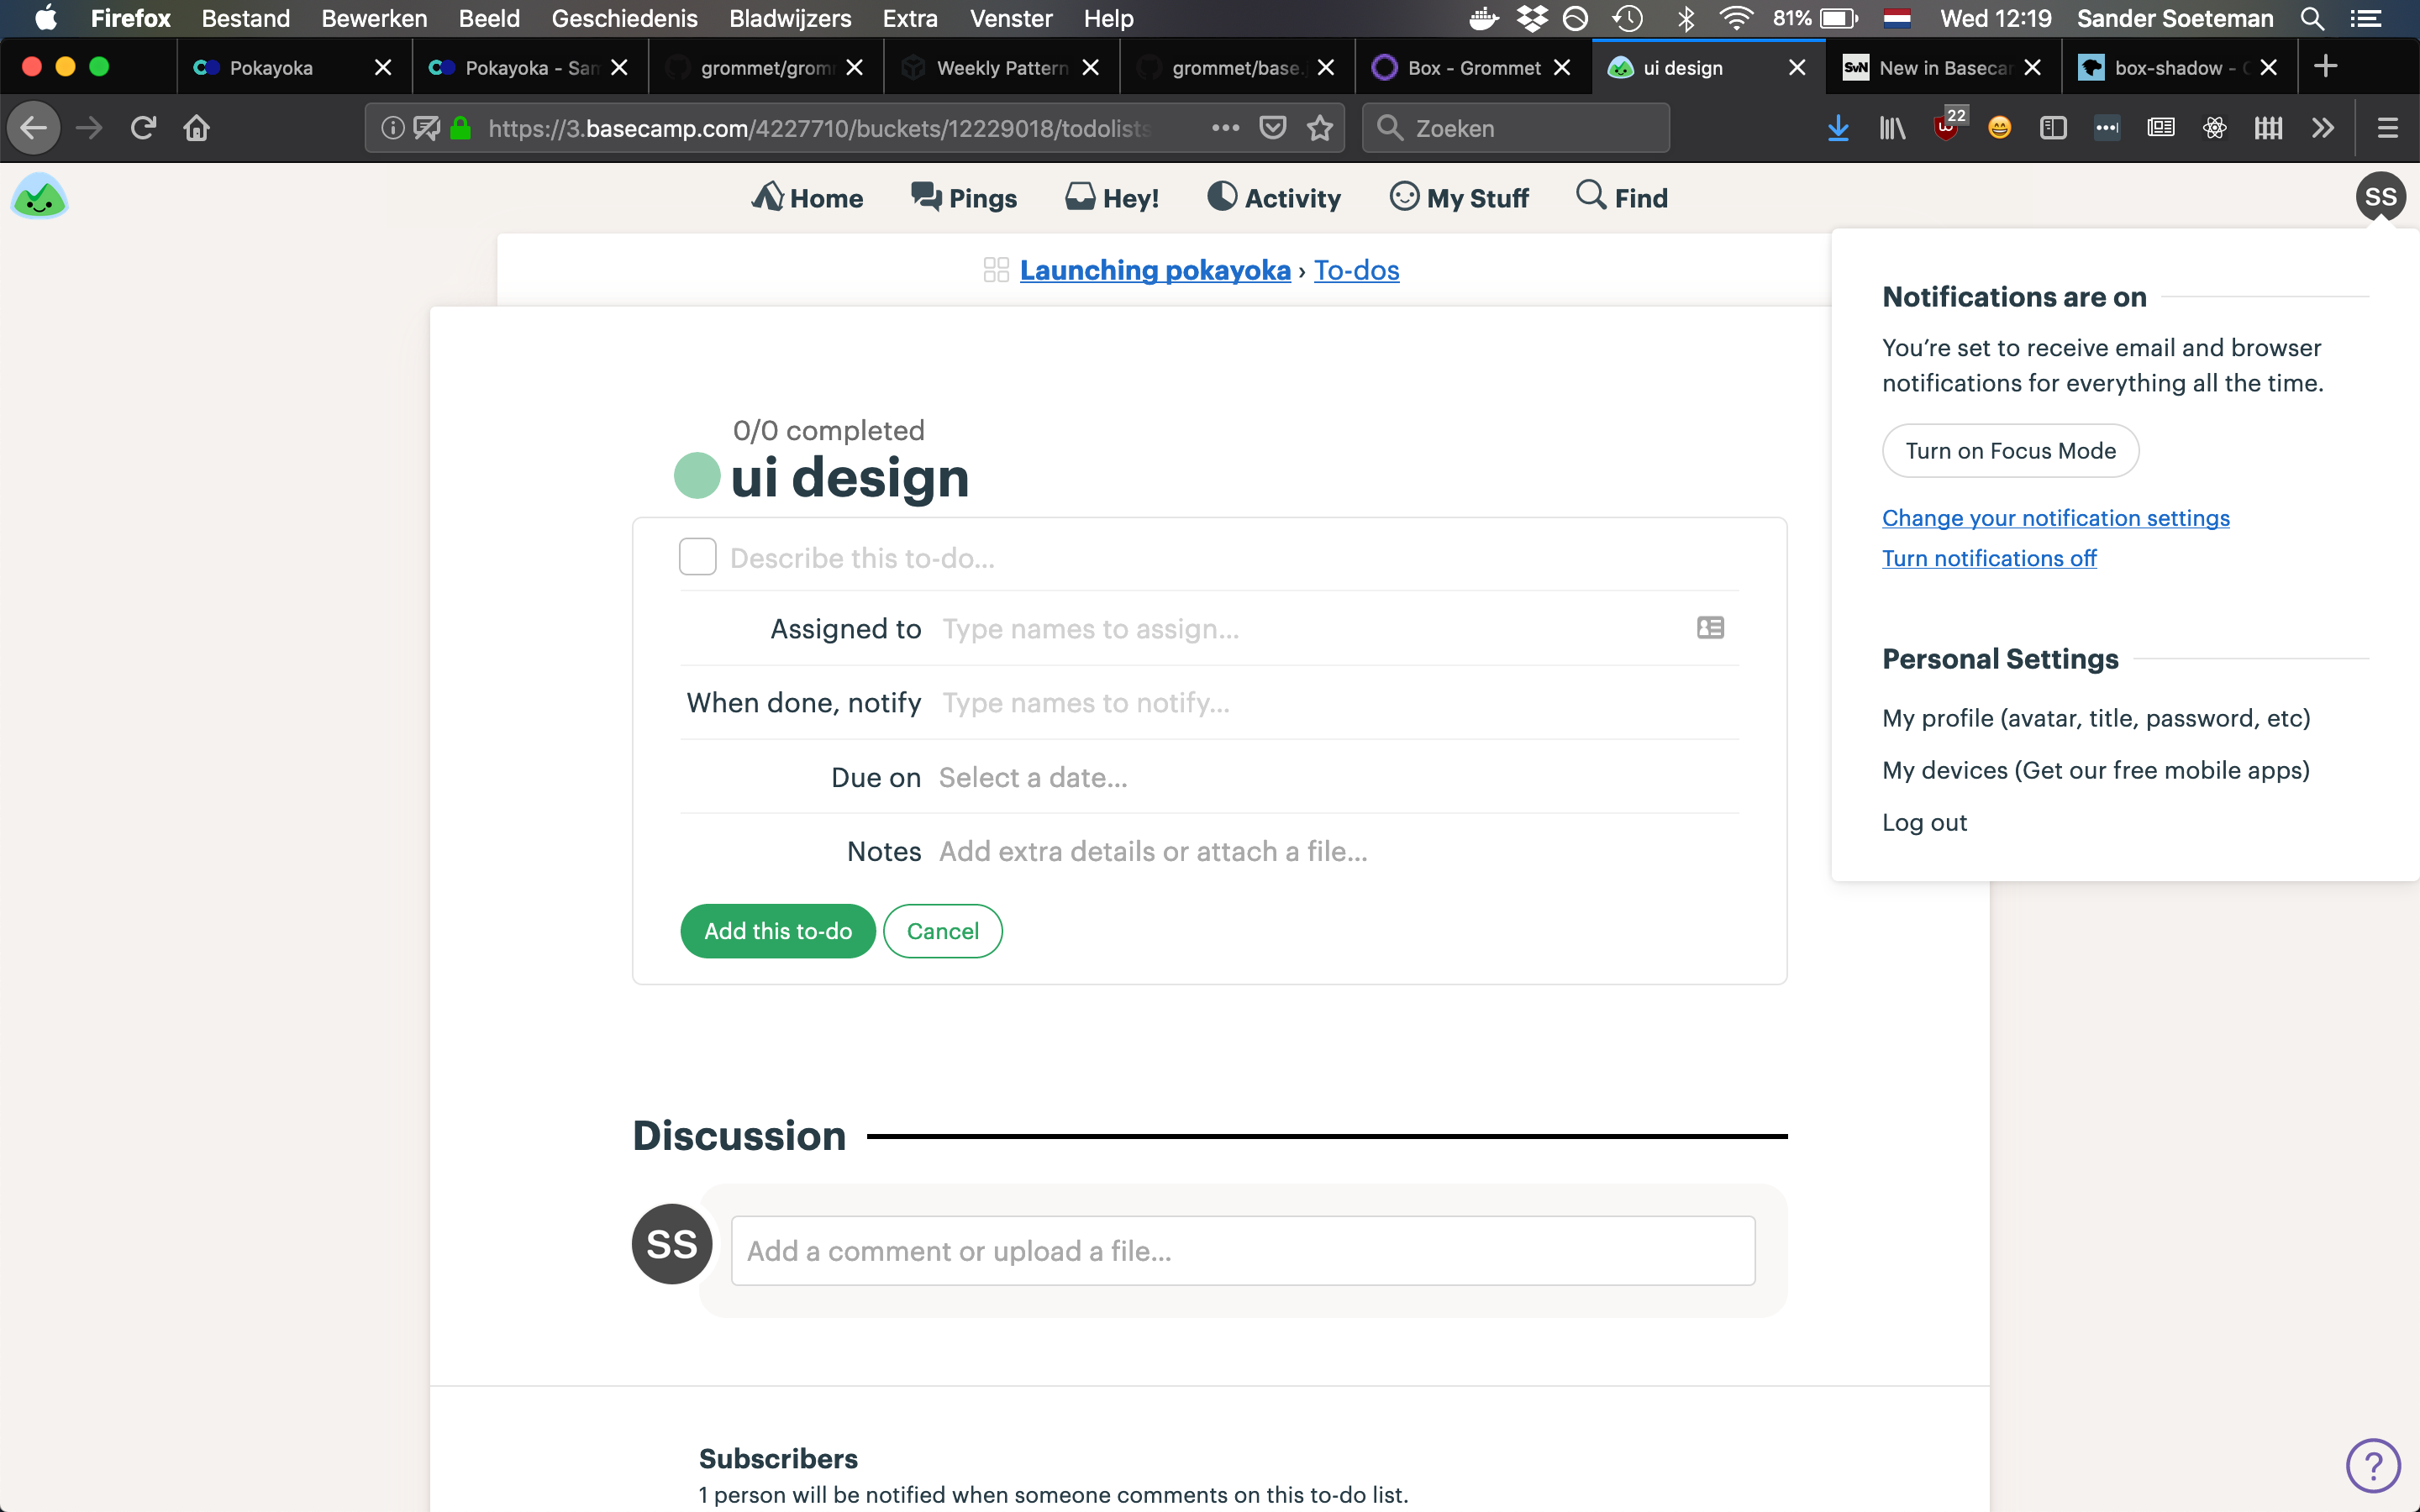 Firefox Bestand Bewerken Beeld Geschiedenis Bladwijzers Extra Venster Help 81% Wed 12:19 Sander Soeteman
Pokayoka Pokayoka - San grommet/grom Weekly Pattern grommet/base. Box - Grommet ui design SvN New in Basecar box-shadow -
https://3.basecamp.com/4227710/buckets/12229018/todolists Zoeken 22
Home Pings Hey! Activity My Stuff Find SS
Launching pokayoka › To-dos
Notifications are on
You’re set to receive email and browser
notifications for everything all the time.
Turn on Focus Mode
Change your notification settings
Turn notifications off
Personal Settings
My profile (avatar, title, password, etc)
My devices (Get our free mobile apps)
Log out
0/0 completed
ui design
Describe this to-do...
Assigned to Type names to assign...
When done, notify Type names to notify...
Due on Select a date...
Notes Add extra details or attach a file...
Add this to-do Cancel
Discussion
SS Add a comment or upload a file...
Subscribers
1 person will be notified when someone comments on this to-do list.
?